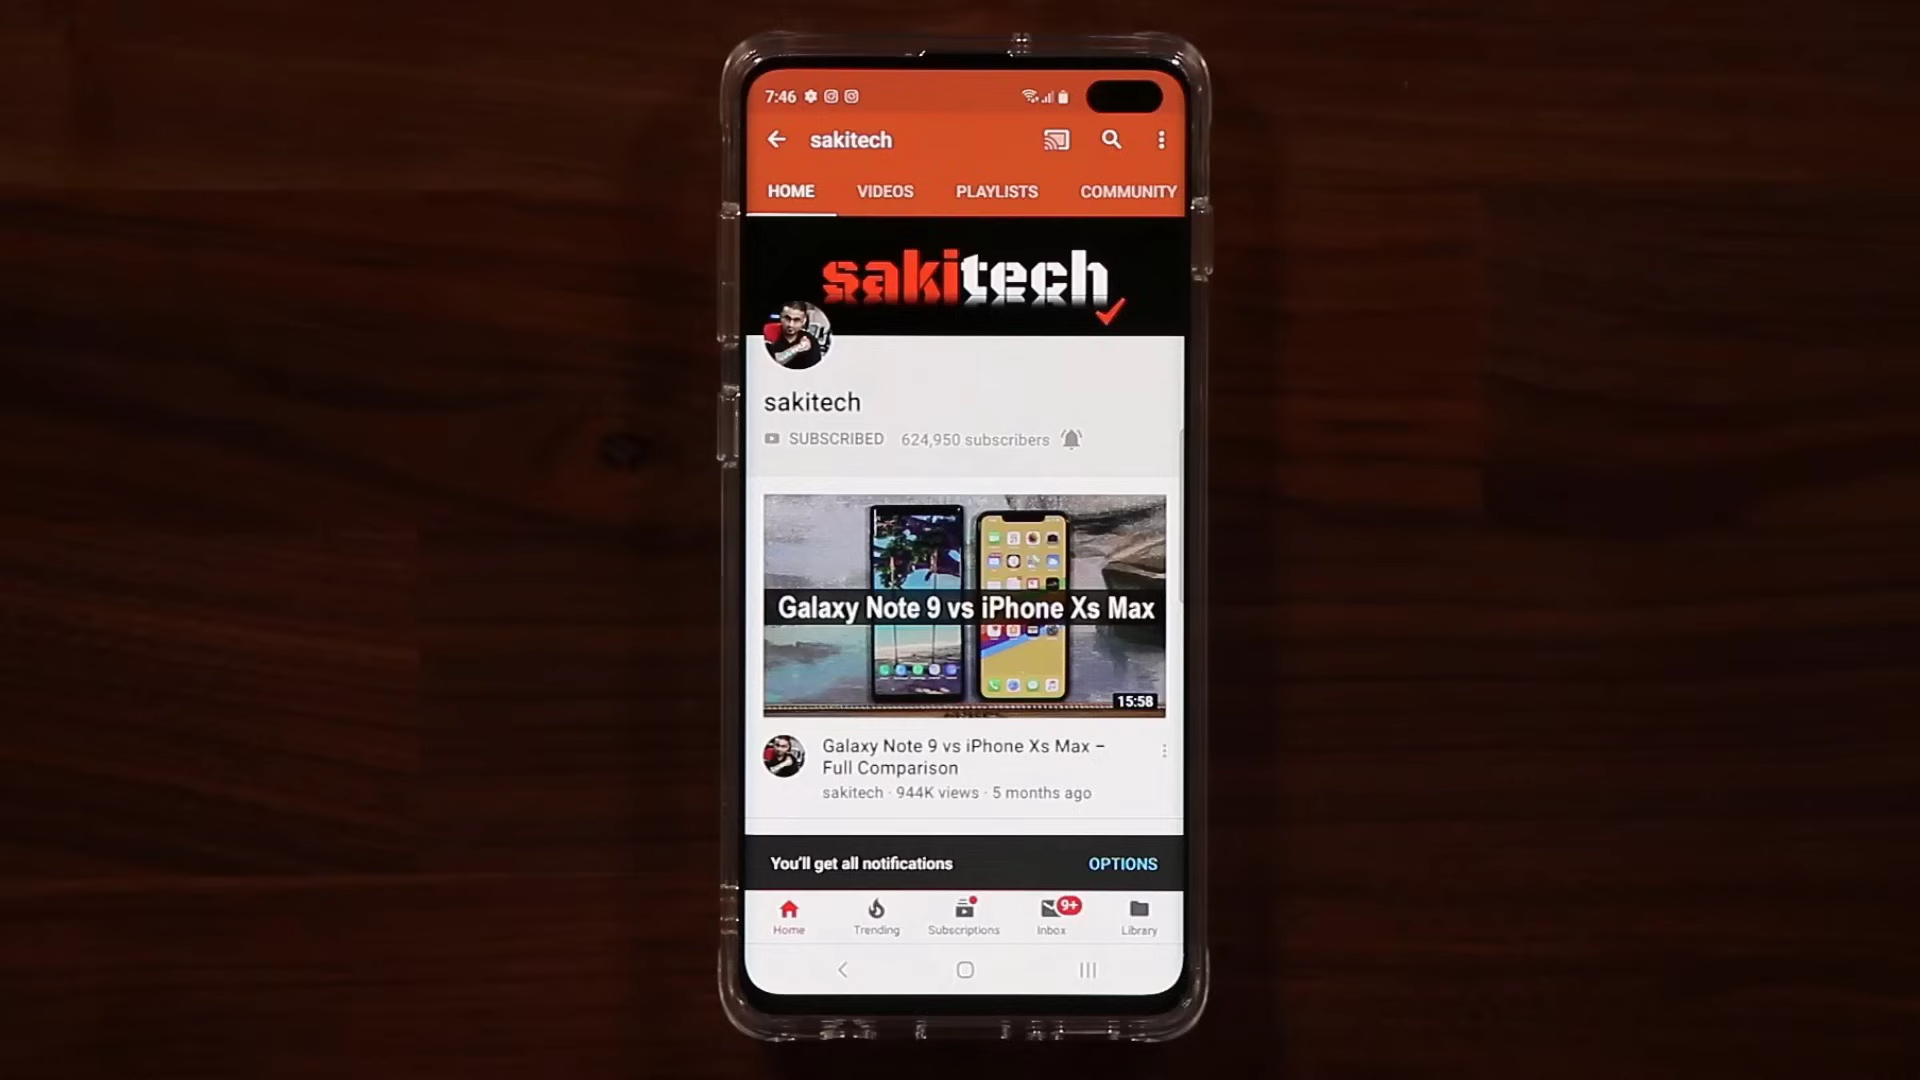 7:46
sakitech
HOME VIDEOS PLAYLISTS COMMUNITY
sakitech
sakitech
SUBSCRIBED 624,950 subscribers
Galaxy Note 9 vs iPhone Xs Max
15:58
Galaxy Note 9 vs iPhone Xs Max –
Full Comparison
sakitech · 944K views · 5 months ago
You'll get all notifications OPTIONS
9+
Home Trending Subscriptions Inbox Library